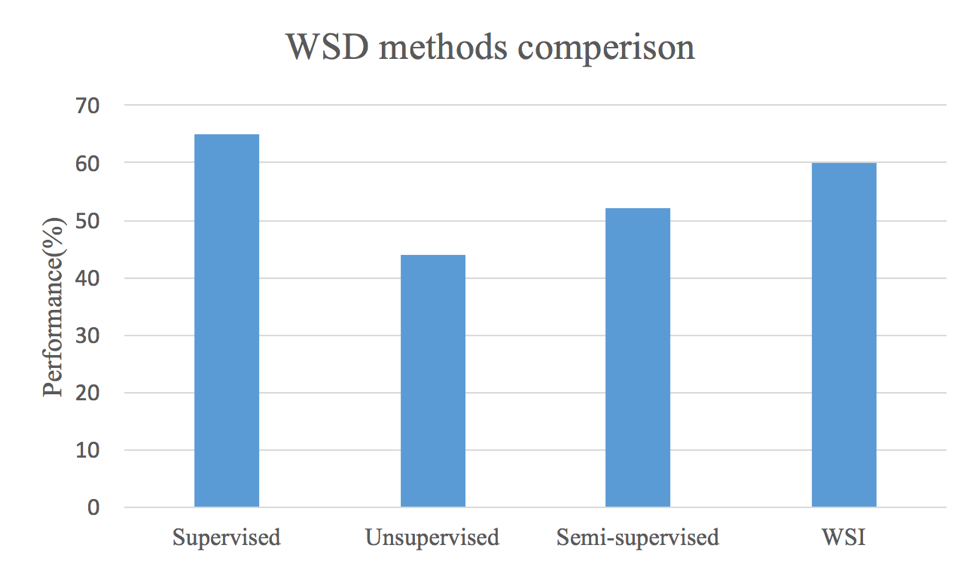 WSD methods comperison
70
60
50
40
30
20
10
0
Performance(%)
Supervised
Unsupervised
Semi-supervised
WSI